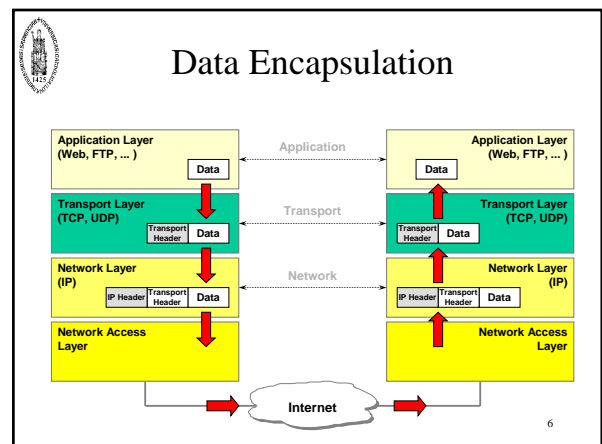 1425
Data Encapsulation
Application Layer
(Web, FTP, ... )
Data
Application
Application Layer
(Web, FTP, ... )
Data
Transport Layer
(TCP, UDP)
Transport
Header
Data
Transport
Transport Layer
(TCP, UDP)
Transport
Header
Data
Network Layer
(IP)
IP Header
Transport
Header
Data
Network
Network Layer
(IP)
IP Header
Transport
Header
Data
Network Access
Layer
Network Access
Layer
Internet
6